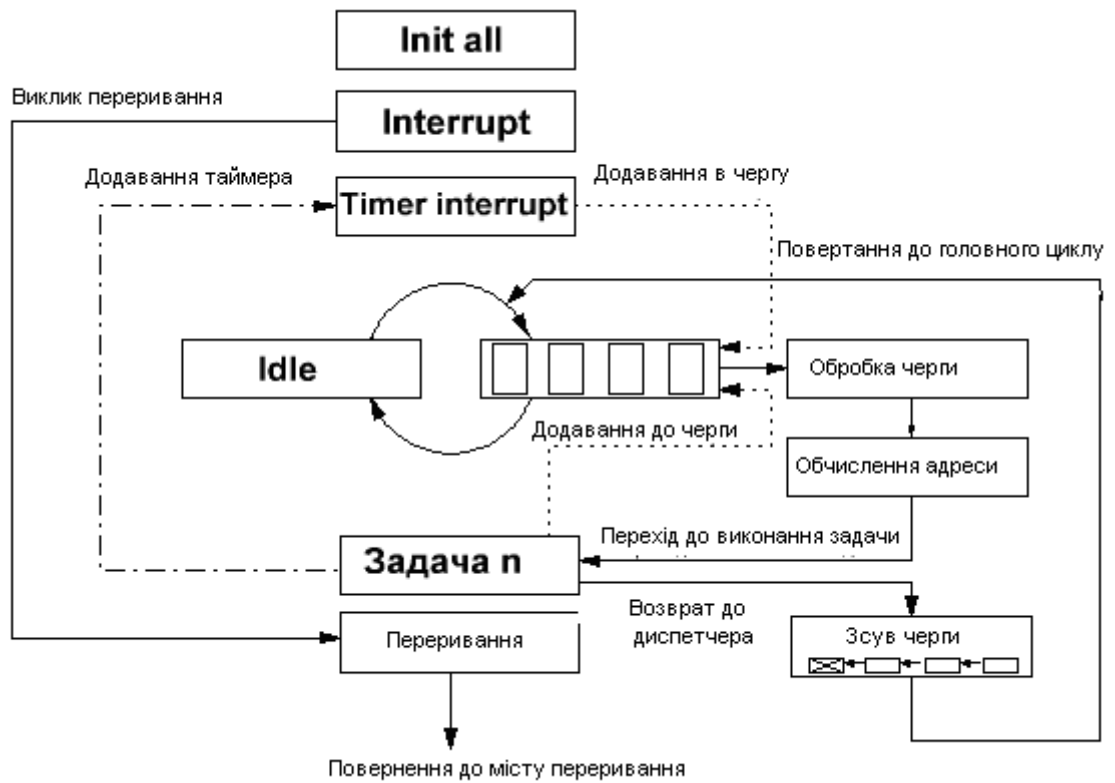 Init all
Виклик переривання
Interrupt
Додавання таймера
Додавання в чергу
Timer interrupt
Повертання до головного циклу
Idle
Обробка черги
Додавання до черги
Обчислення адреси
Перехід до виконання задачи
Задача n
Возврат до
диспетчера
Переривання
Зсув черги
Повернення до місту переривання